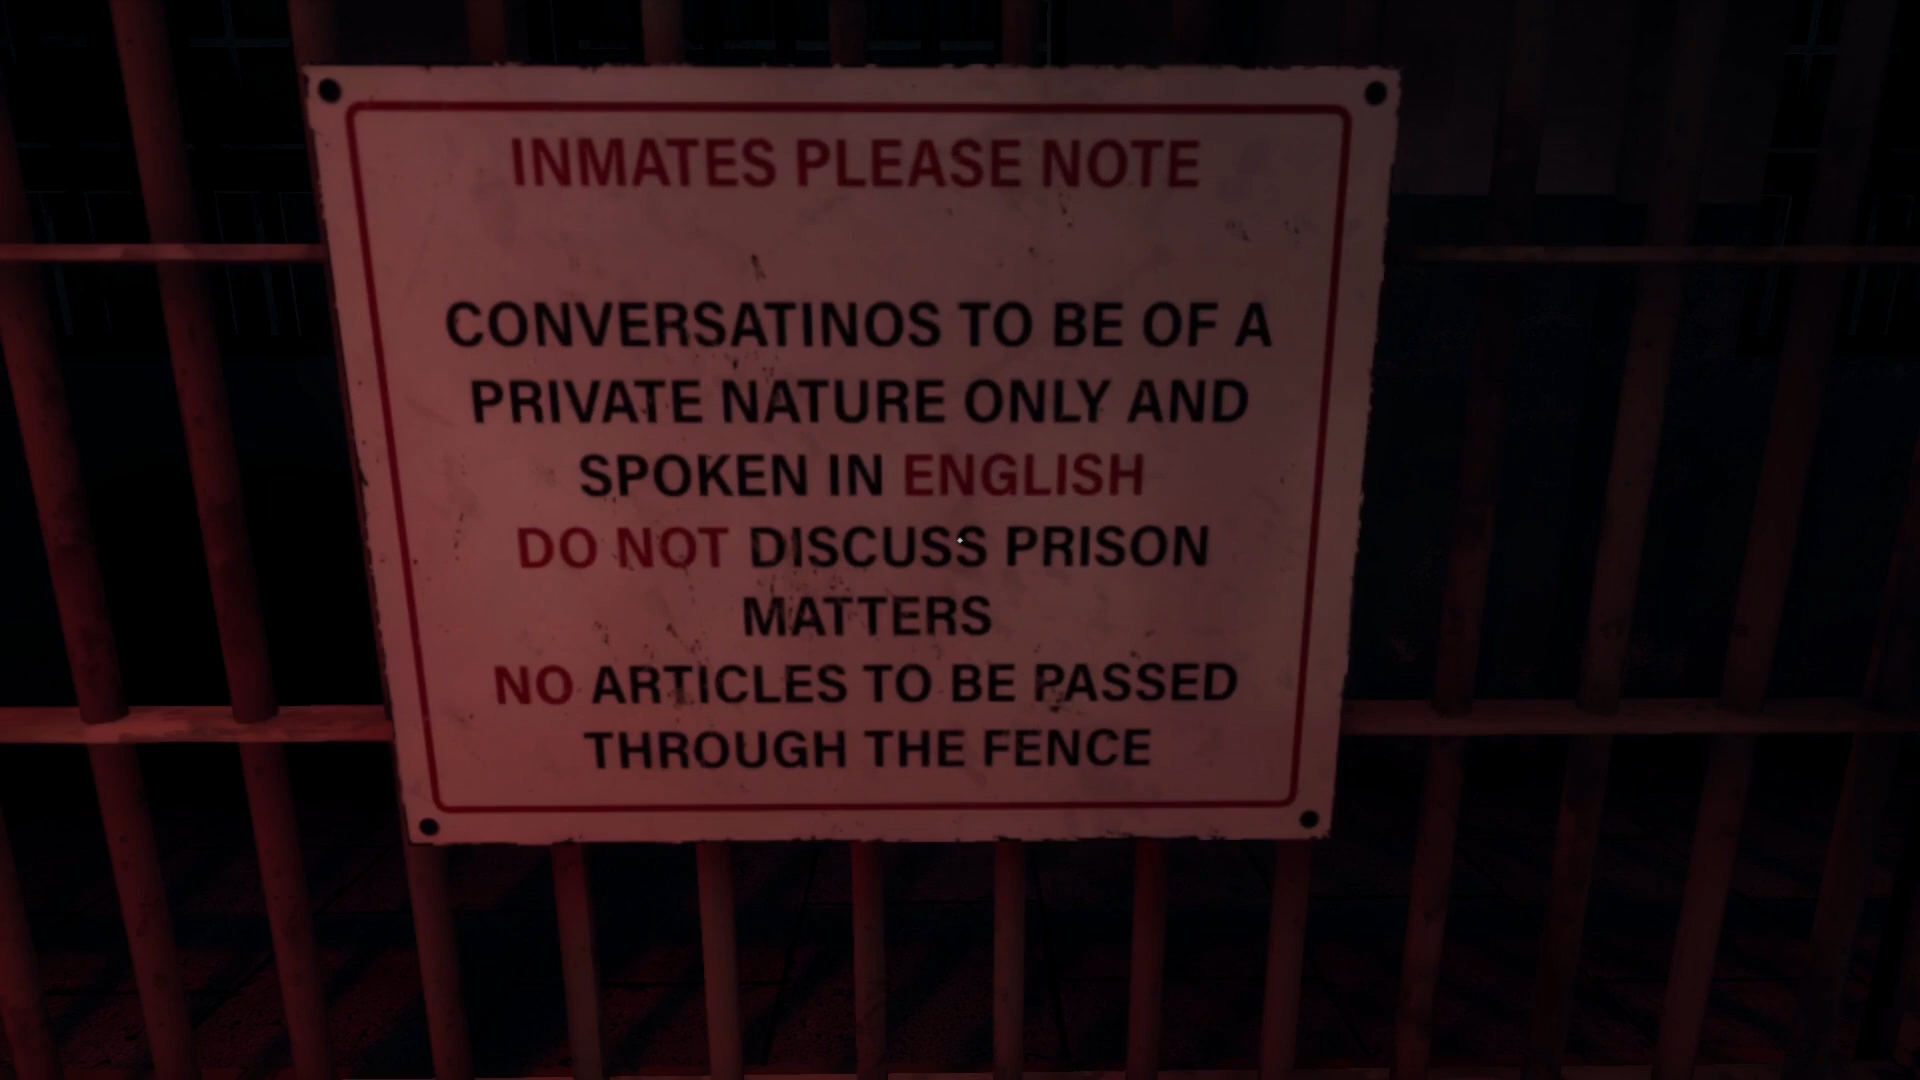 INMATES PLEASE NOTE
CONVERSATINOS TO BE OF A
PRIVATE NATURE ONLY AND
SPOKEN IN ENGLISH
DO NOT DISCUSS PRISON
MATTERS
NO ARTICLES TO BE PASSED
THROUGH THE FENCE